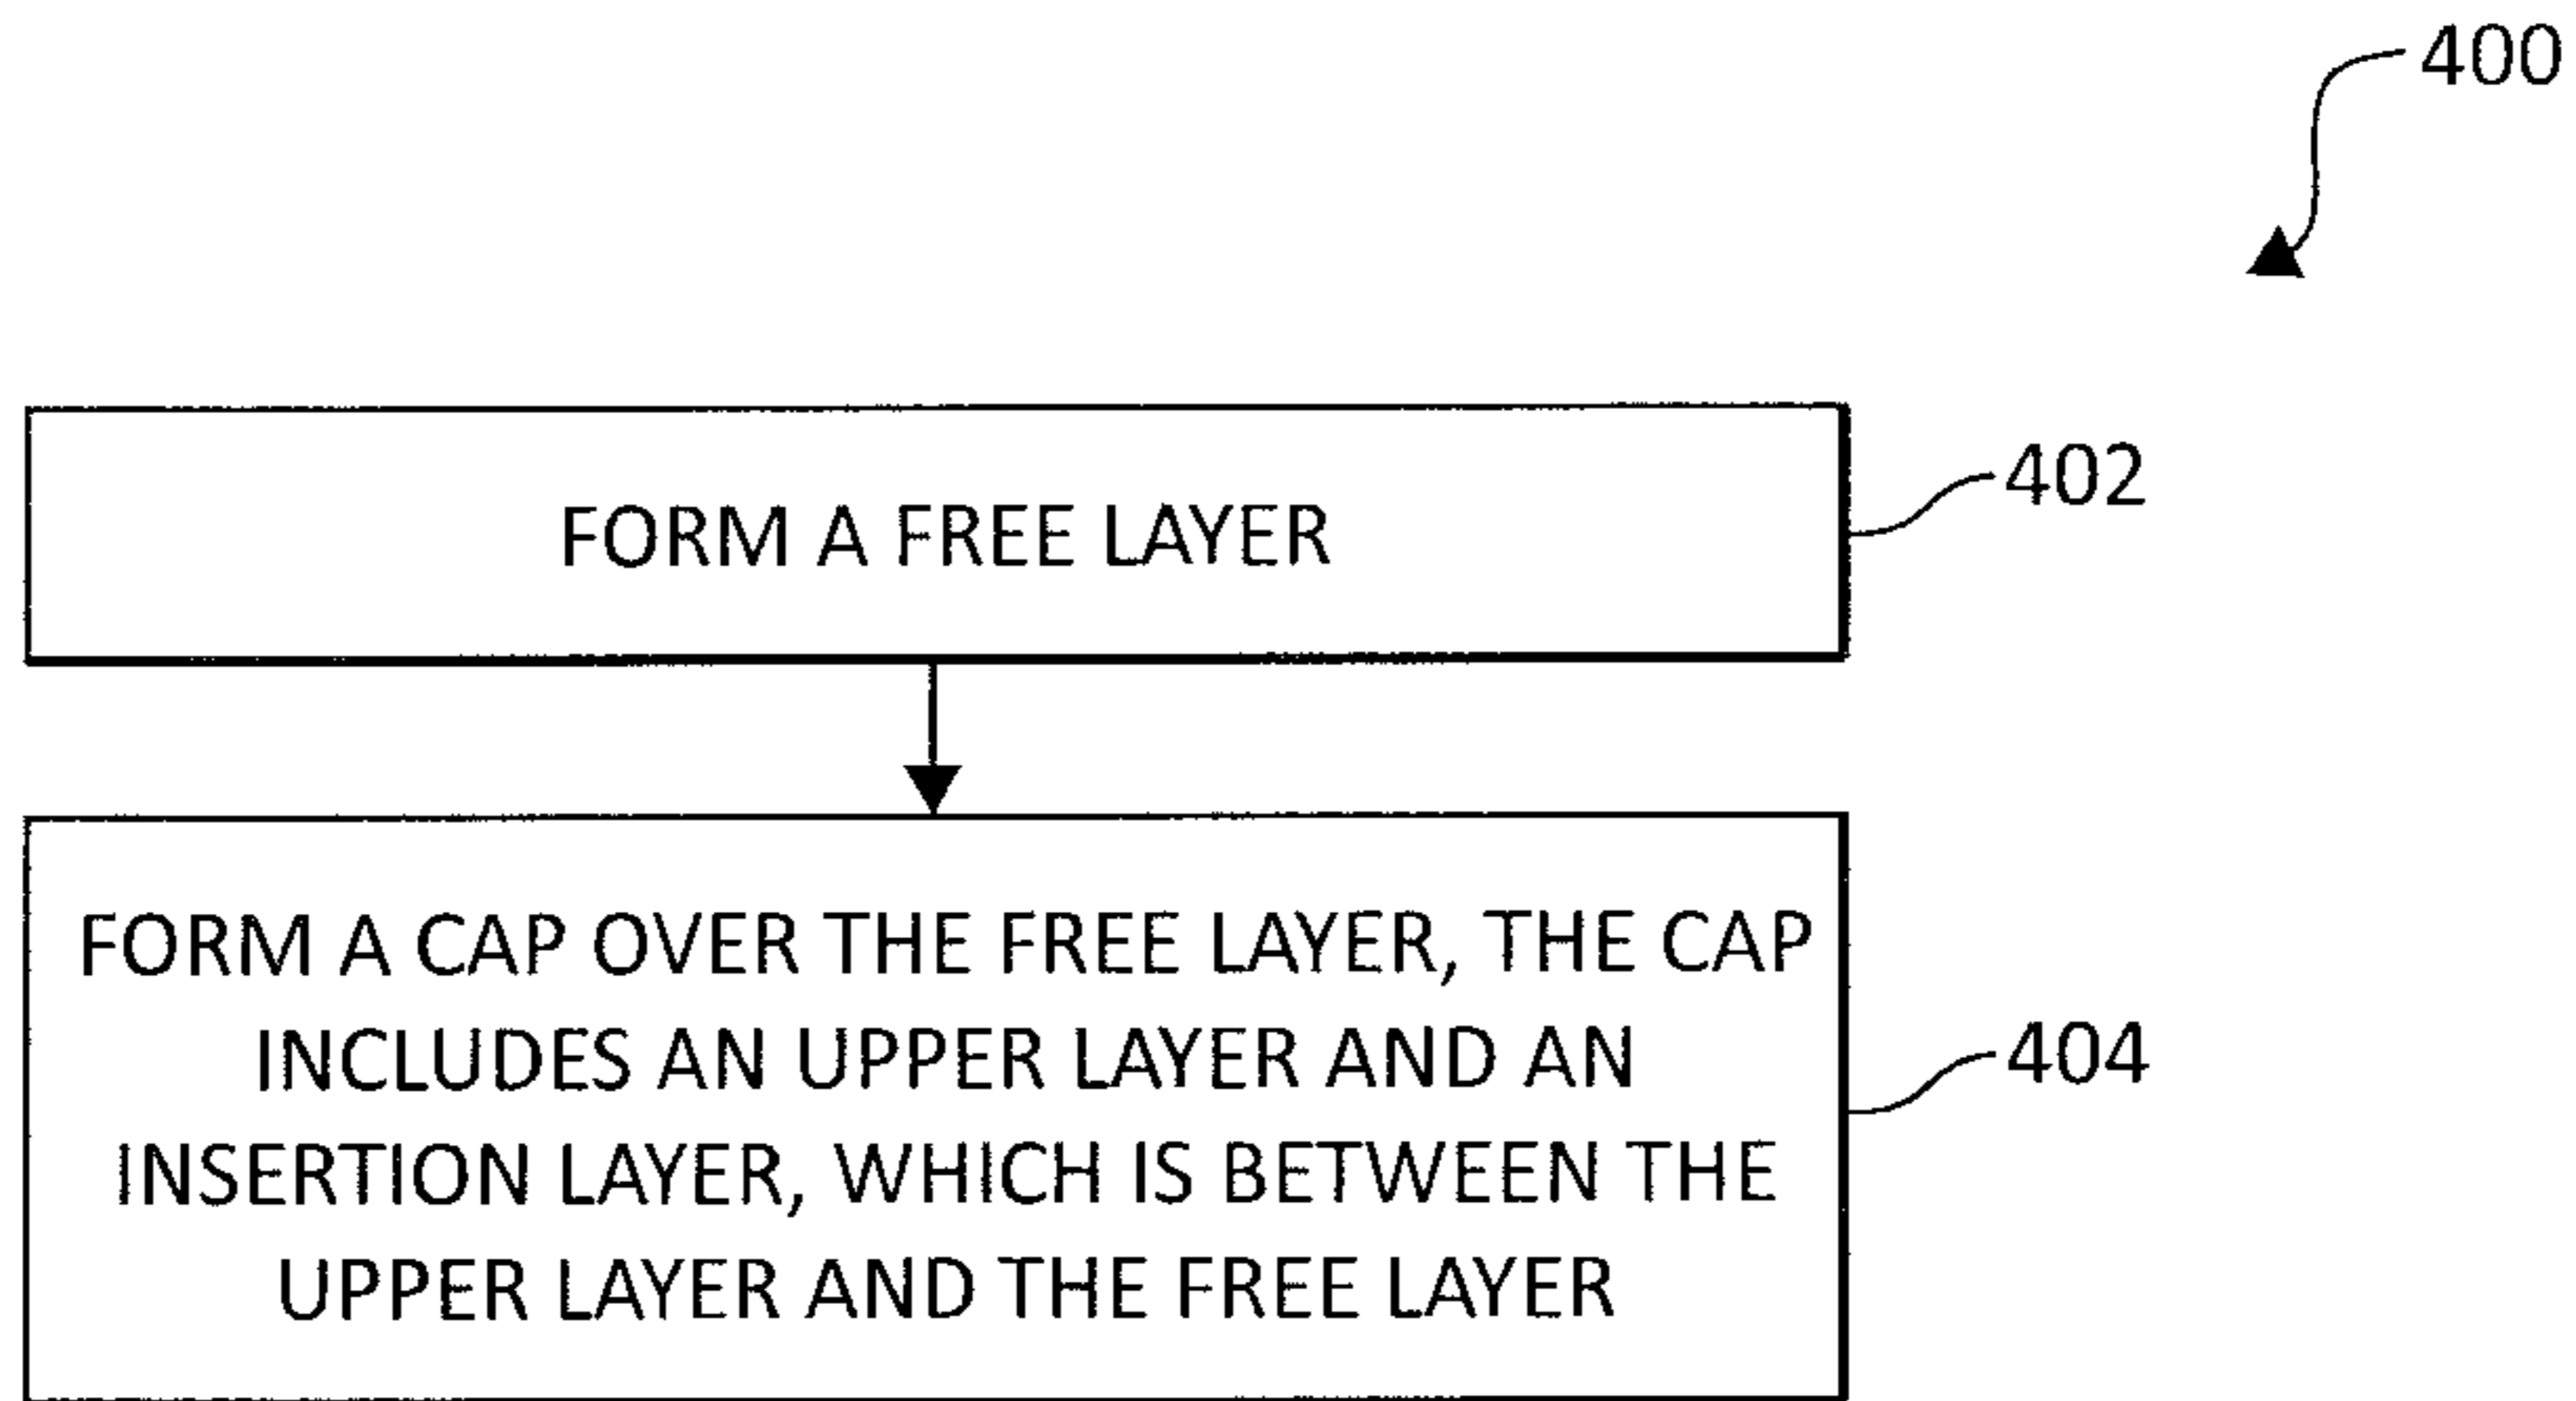 400
FORM A FREE LAYER
402
FORM A CAP OVER THE FREE LAYER, THE CAP
INCLUDES AN UPPER LAYER AND AN
INSERTION LAYER, WHICH IS BETWEEN THE
UPPER LAYER AND THE FREE LAYER
404